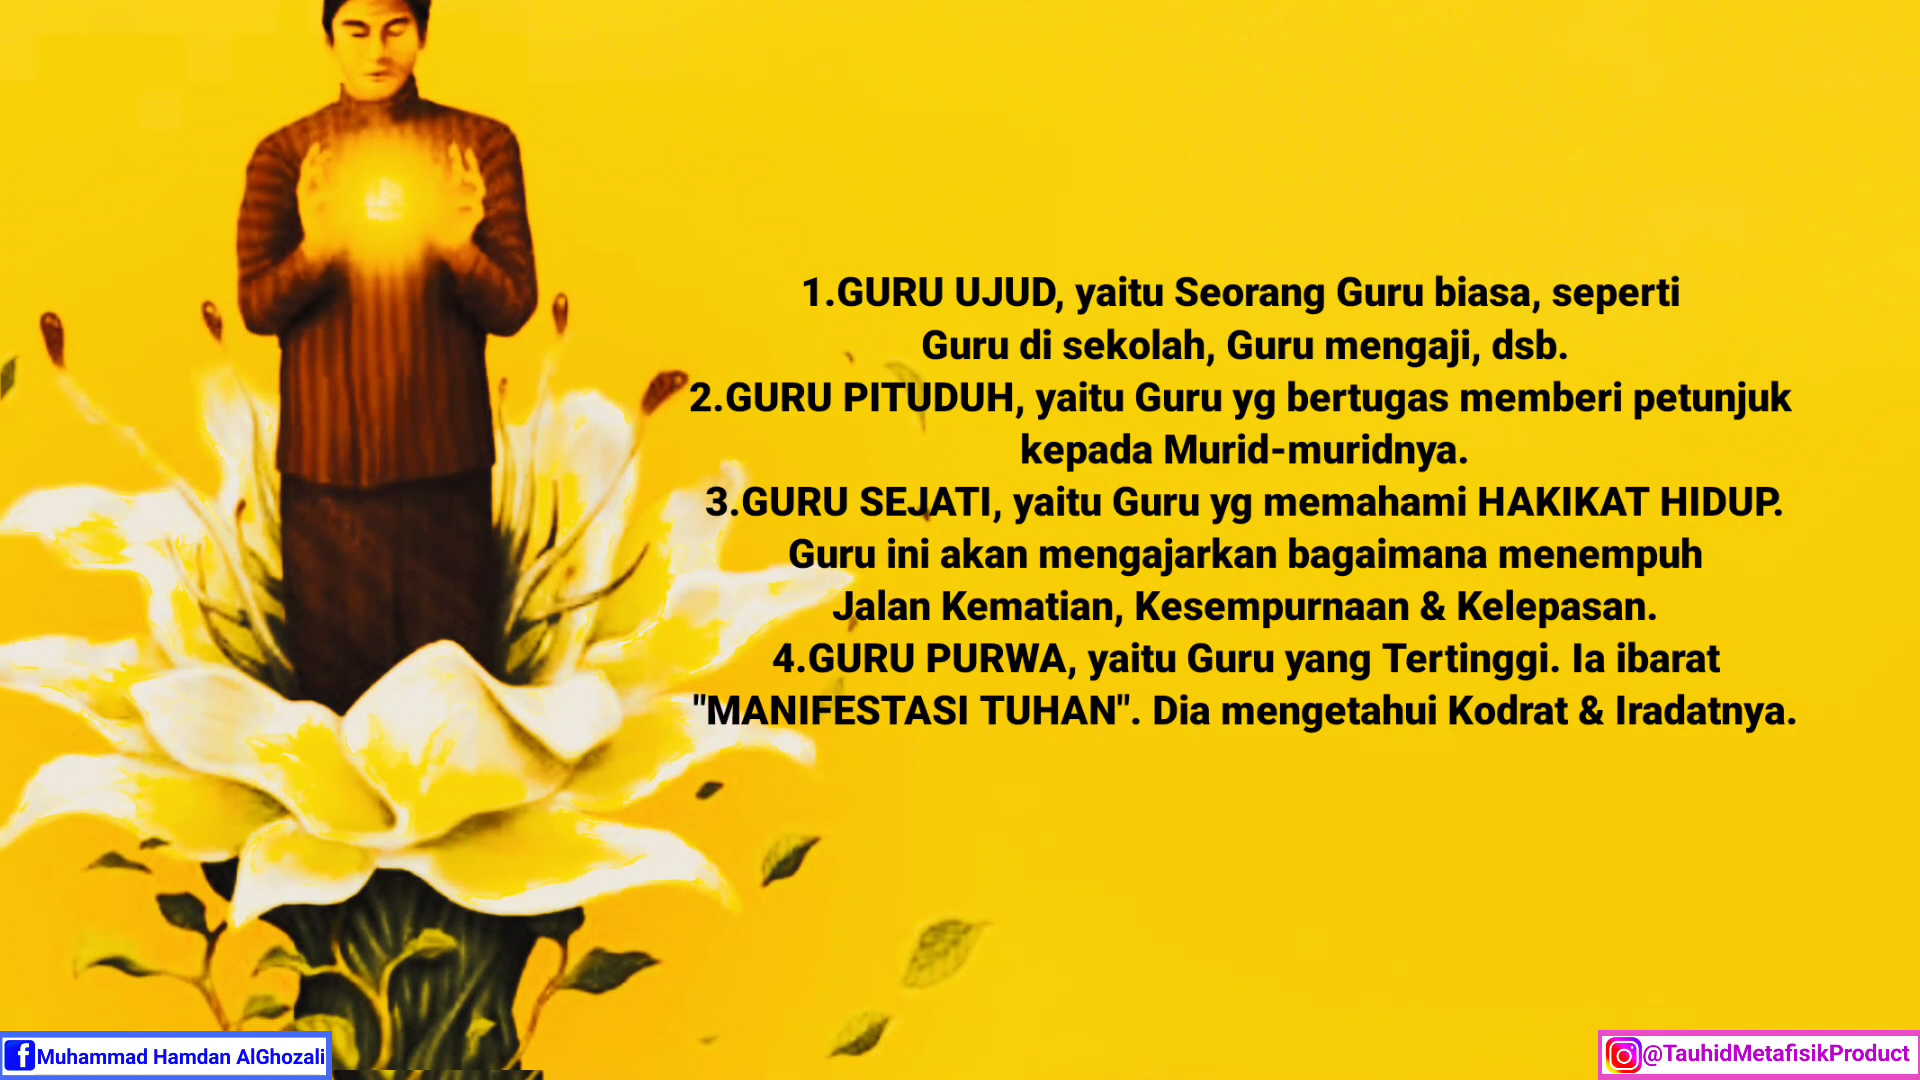 1.GURU UJUD, yaitu Seorang Guru biasa, seperti
Guru di sekolah, Guru mengaji, dsb.
2.GURU PITUDUH, yaitu Guru yg bertugas memberi petunjuk
kepada Murid-muridnya.
3.GURU SEJATI, yaitu Guru yg memahami HAKIKAT HIDUP.
Guru ini akan mengajarkan bagaimana menempuh
Jalan Kematian, Kesempurnaan & Kelepasan.
4.GURU PURWA, yaitu Guru yang Tertinggi. Ia ibarat
"MANIFESTASI TUHAN". Dia mengetahui Kodrat & Iradatnya.
Muhammad Hamdan AlGhozali
@TauhidMetafisikProduct